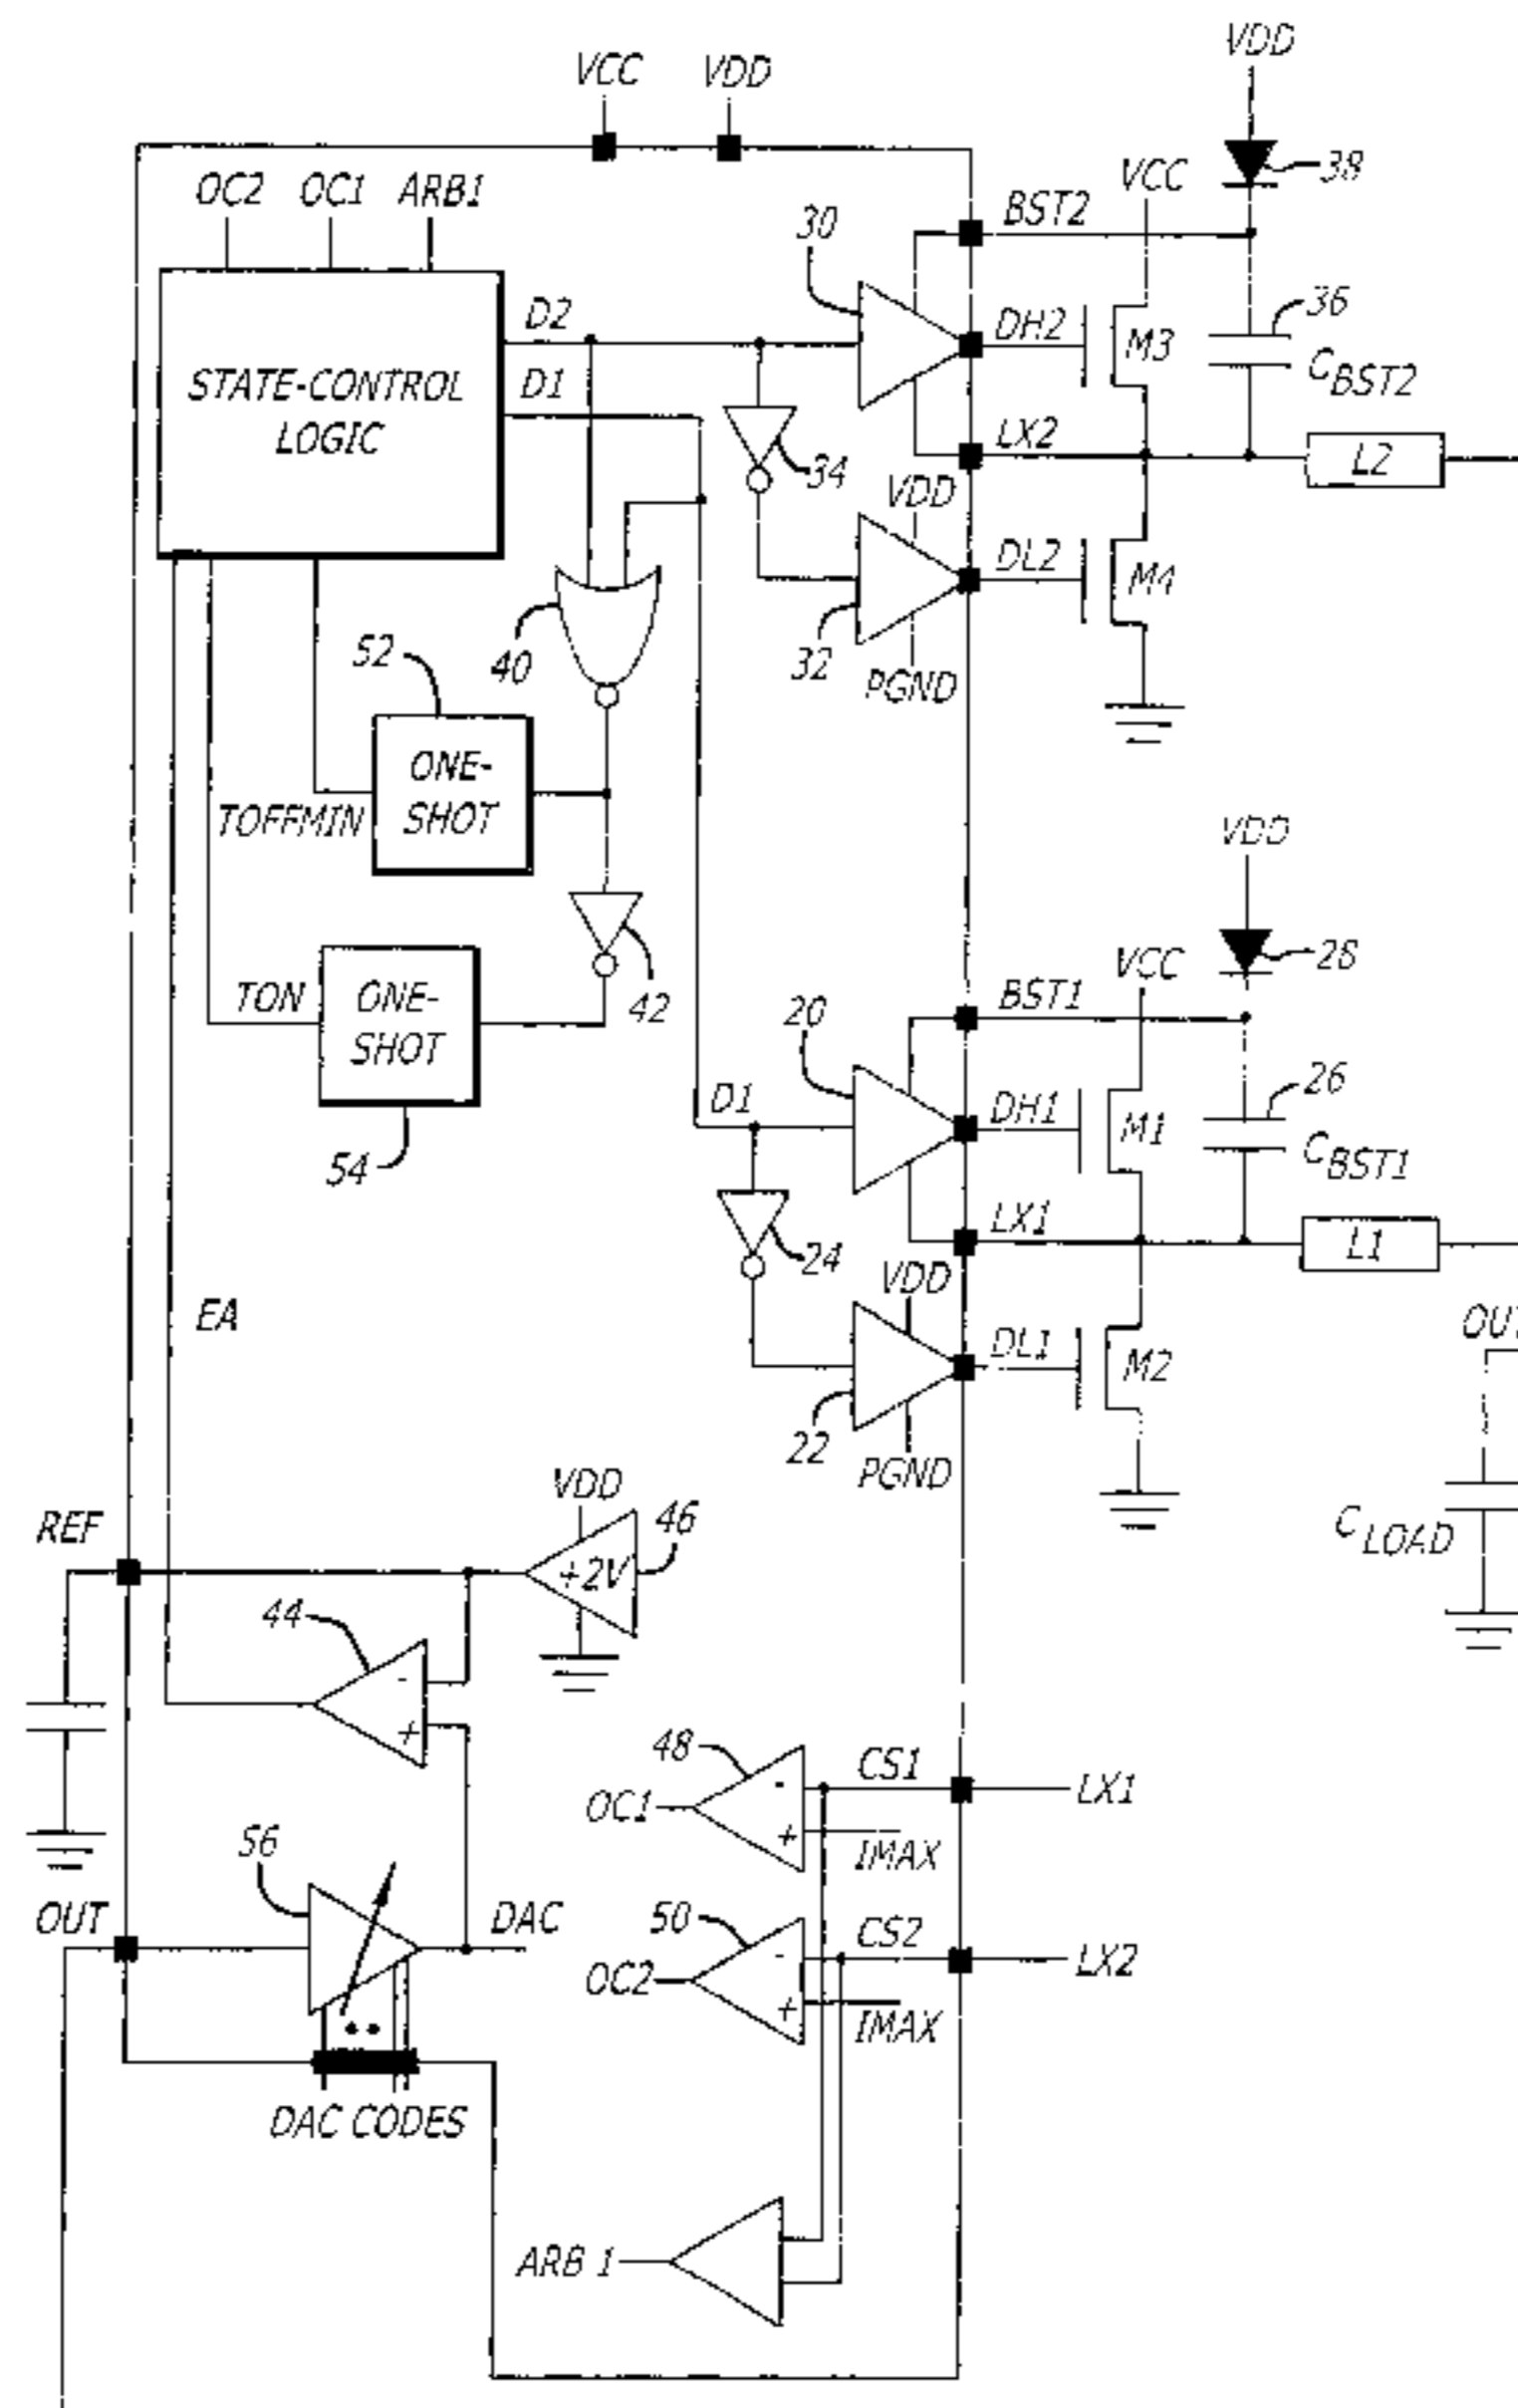 VDD
VCC VDD
38
VCC
OC2 OC1 ARB1
BST2
30
36
D2
DH2
M3
C BST2
D1
STATE-CONTROL
LOGIC
LX2
L2
34
VDD
DL2
M4
52
40
32
PGND
ONE-
SHOT
TOFFMIN
VDD
28
VCC
42
BST1
TON
ONE-
SHOT
20
26
D1
DH1
M1
C BST1
54
LX1
L1
24
VDD
EA
DL1
M2
OUT
22
PGND
VDD
46
REF
+2V
C LOAD
44
-
+
48
-
CS1
LX1
OC1
+
IMAX
56
OUT
DAC
50
-
CS2
LX2
OC2
+
IMAX
DAC CODES
ARB 1